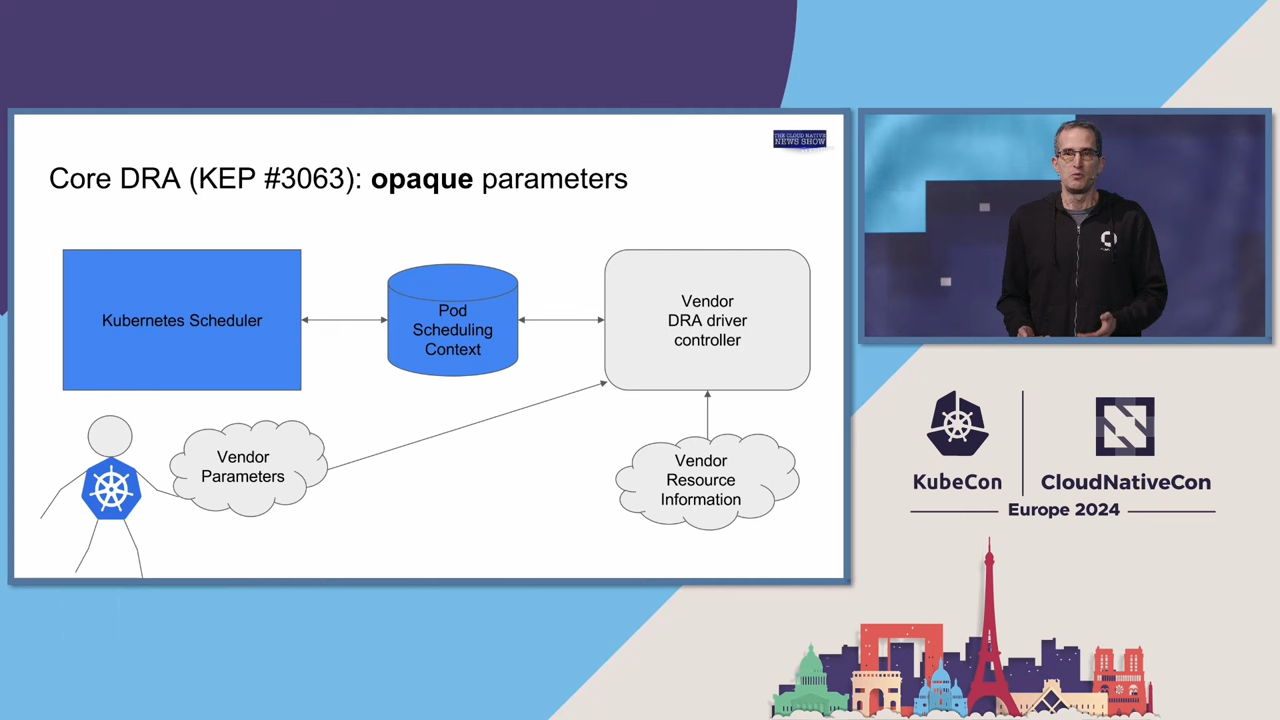 THE CLOUD NATIVE
NEWS SHOW
Core DRA (KEP #3063): opaque parameters
Kubernetes Scheduler
Pod
Scheduling
Context
Vendor
DRA driver
controller
Vendor
Parameters
Vendor
Resource
Information
KubeCon
CloudNativeCon
Europe 2024